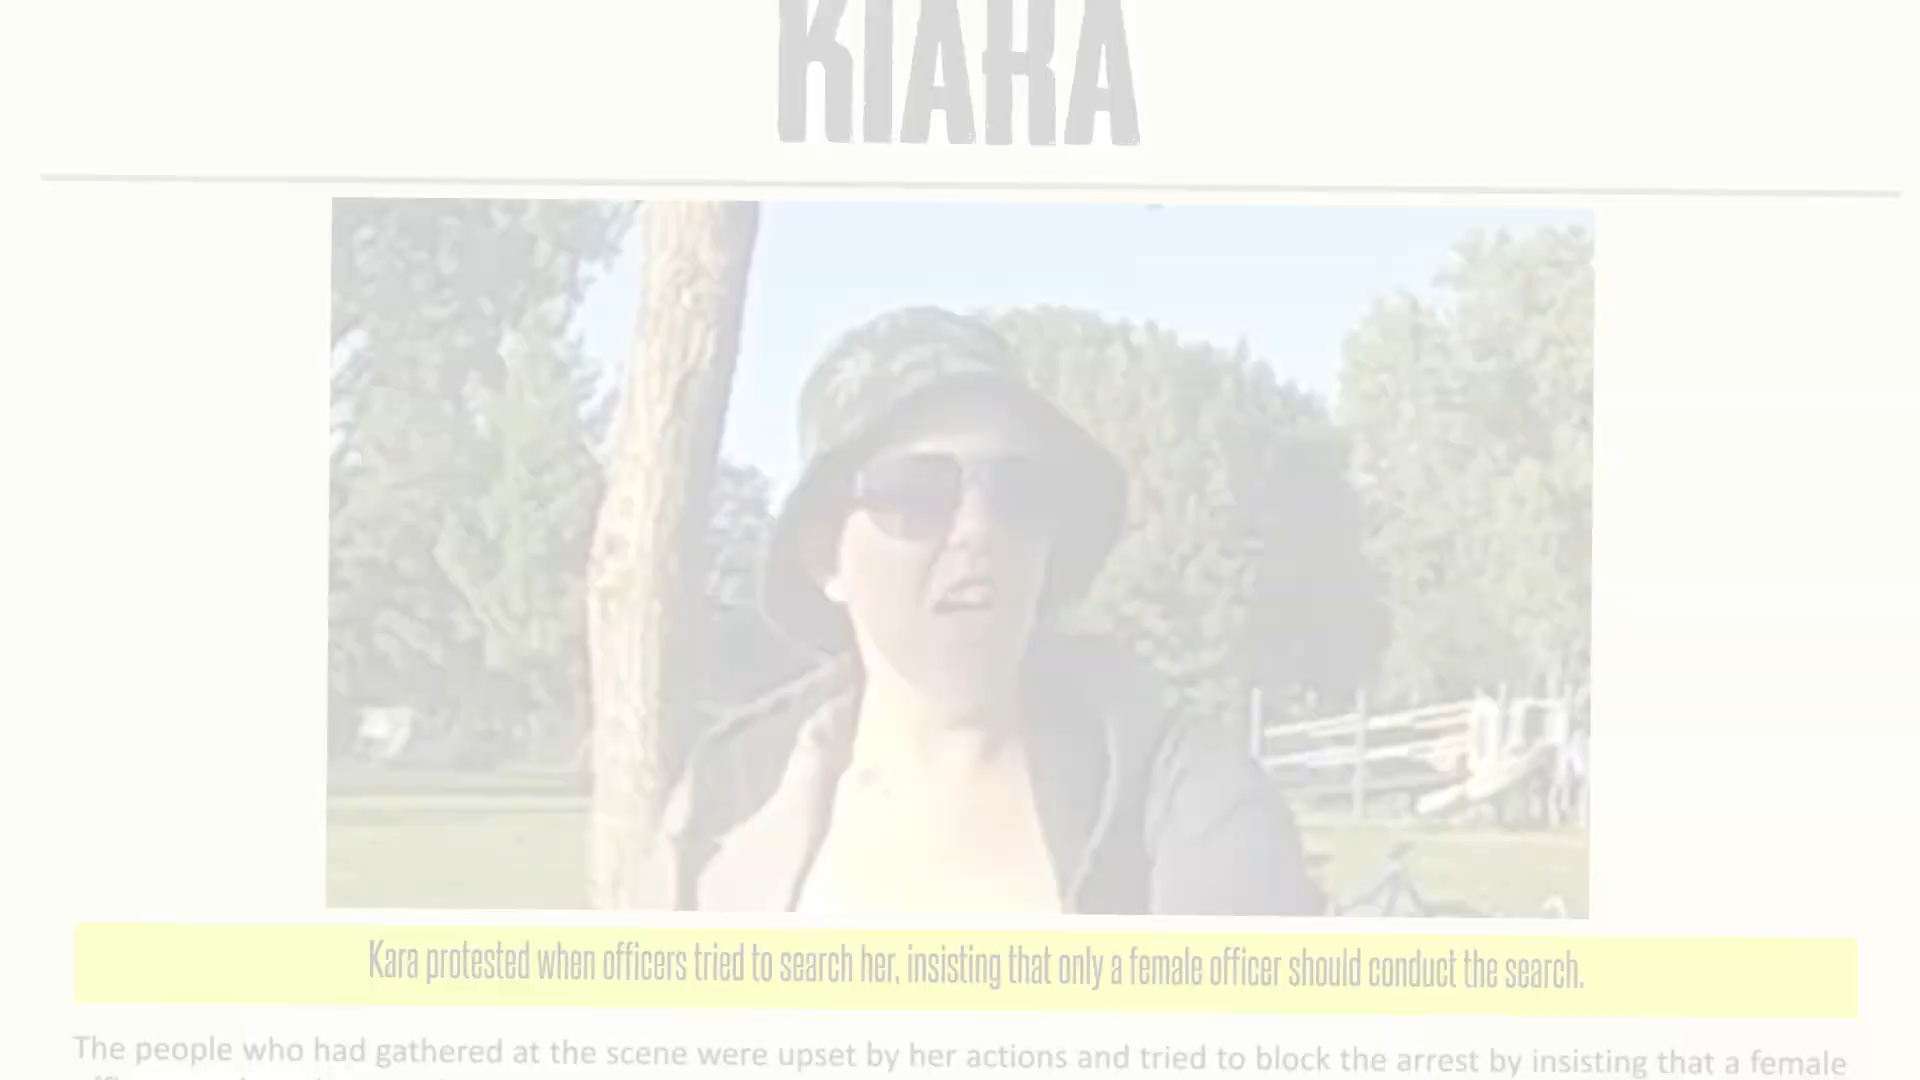 KIARA
Kara protested when officers tried to search her, insisting that only a female officer should conduct the search.
The people who had gathered at the scene were upset by her actions and tried to block the arrest by insisting that a female